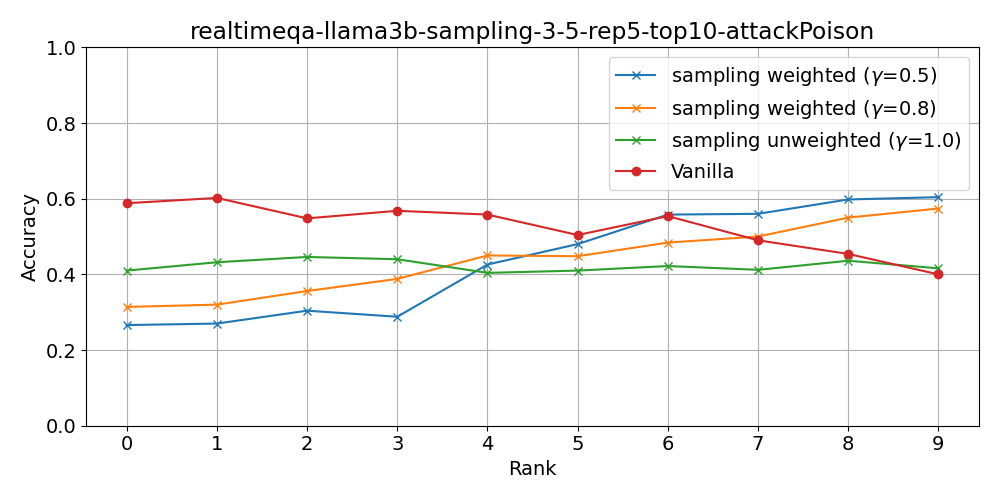 realtimeqa-llama3b-sampling-3-5-rep5-top10-attackPoison
1.0
0.8
0.6
0.4
0.2
0.0
Accuracy
sampling weighted (γ=0.5)
sampling weighted (γ=0.8)
sampling unweighted (γ=1.0)
Vanilla
0 1 2 3 4 5 6 7 8 9
Rank